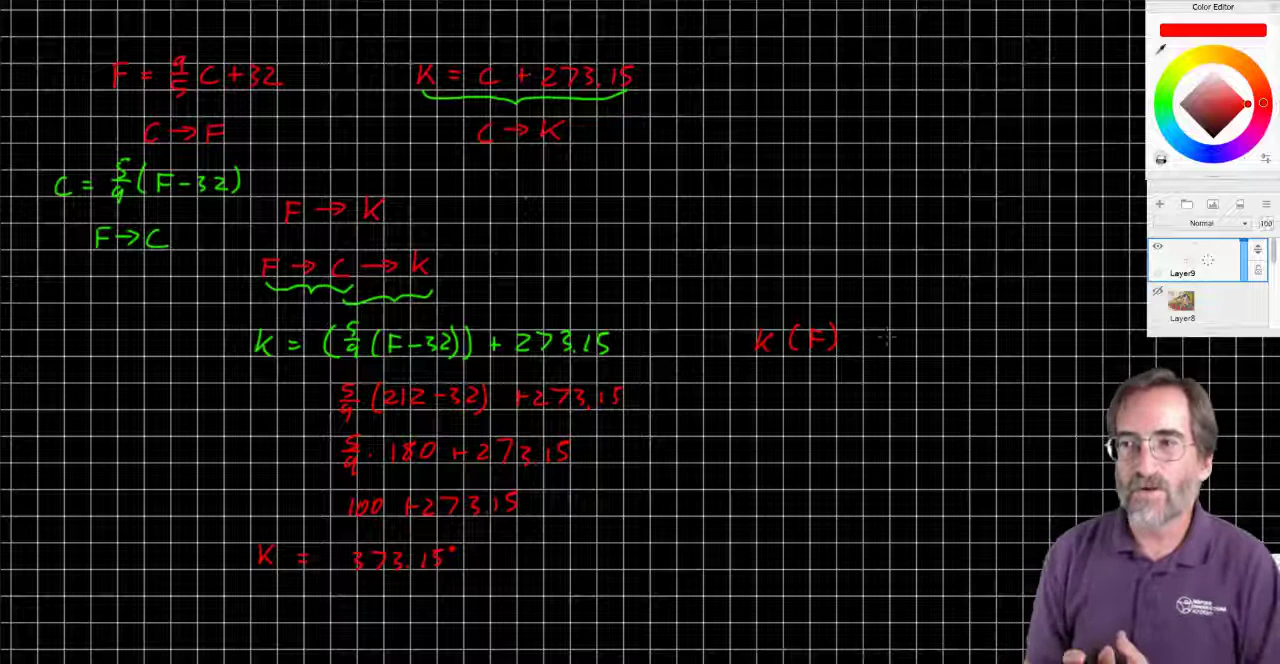 Color Editor
F = 9/5 C + 32
K = C + 273.15
C → F
C → K
C = 5/9 (F - 32)
F → C
F → K
F → C → K
K = (5/9 (F - 32)) + 273.15
K (F)
5/9 (212 - 32) + 273.15
5/9 · 180 + 273.15
100 + 273.15
K = 373.15°
Normal
100
Layer9
Layer8